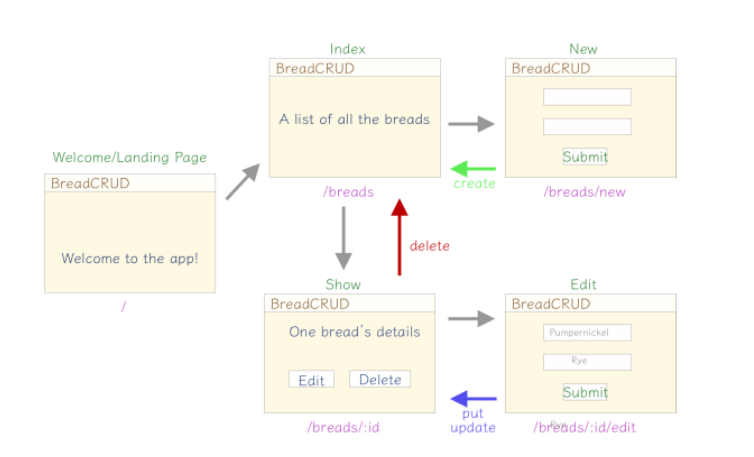 Index
BreadCRUD
A list of all the breads
/breads
New
BreadCRUD
Submit
/breads/new
create
Welcome/Landing Page
BreadCRUD
Welcome to the app!
/
delete
Show
BreadCRUD
One bread's details
Edit
Delete
/breads/:id
Edit
BreadCRUD
Pumpernickel
Rye
Submit
/breads/:id/edit
Rye
put
update